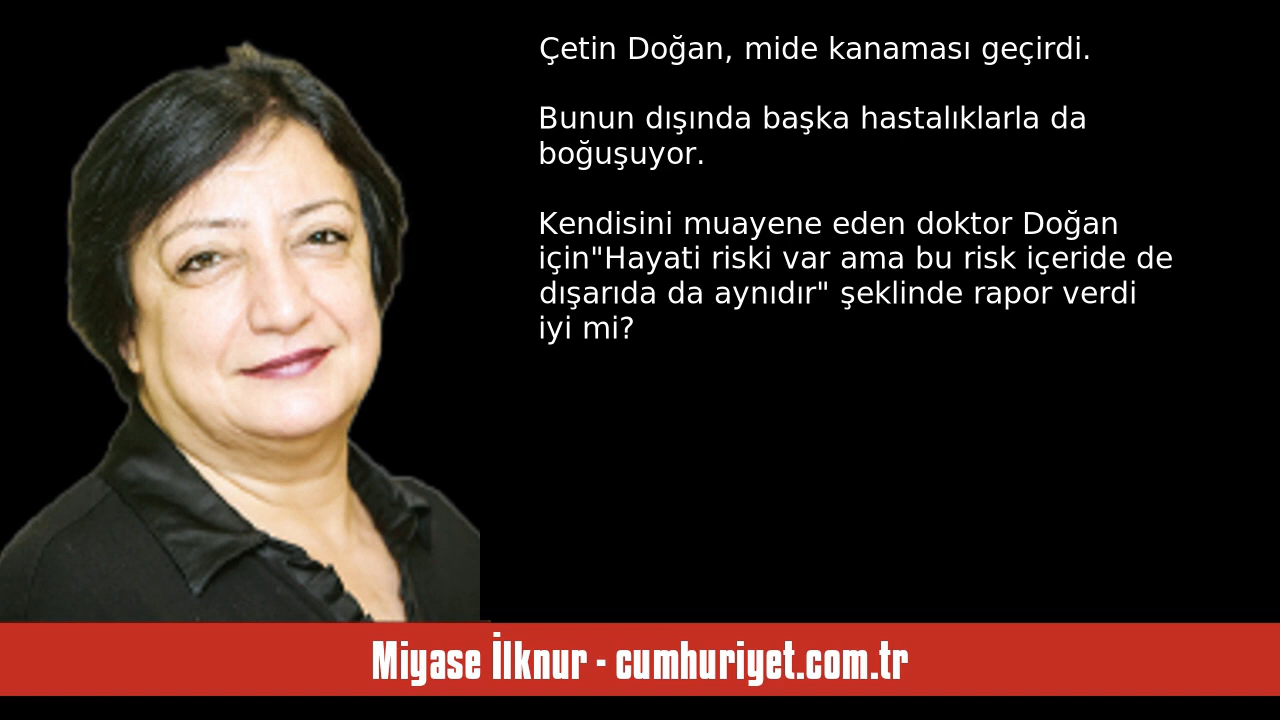 Çetin Doğan, mide kanaması geçirdi.
Bunun dışında başka hastalıklarla da
boğuşuyor.
Kendisini muayene eden doktor Doğan
için"Hayati riski var ama bu risk içeride de
dışarıda da aynıdır" şeklinde rapor verdi
iyi mi?
Miyase İlknur - cumhuriyet.com.tr